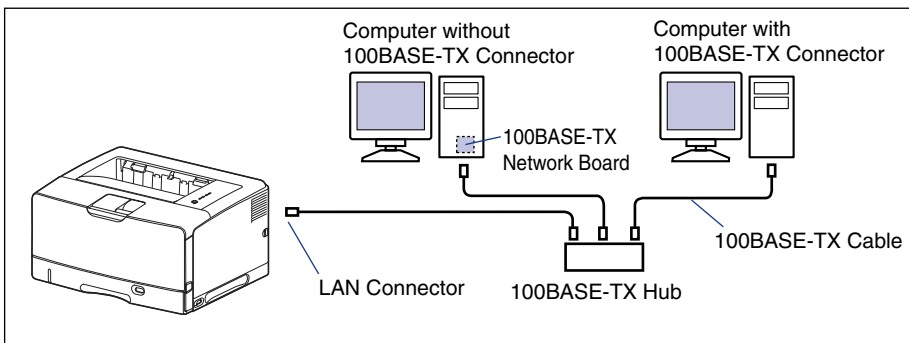 Computer without
100BASE-TX Connector
Computer with
100BASE-TX Connector
100BASE-TX
Network Board
100BASE-TX Cable
LAN Connector
100BASE-TX Hub